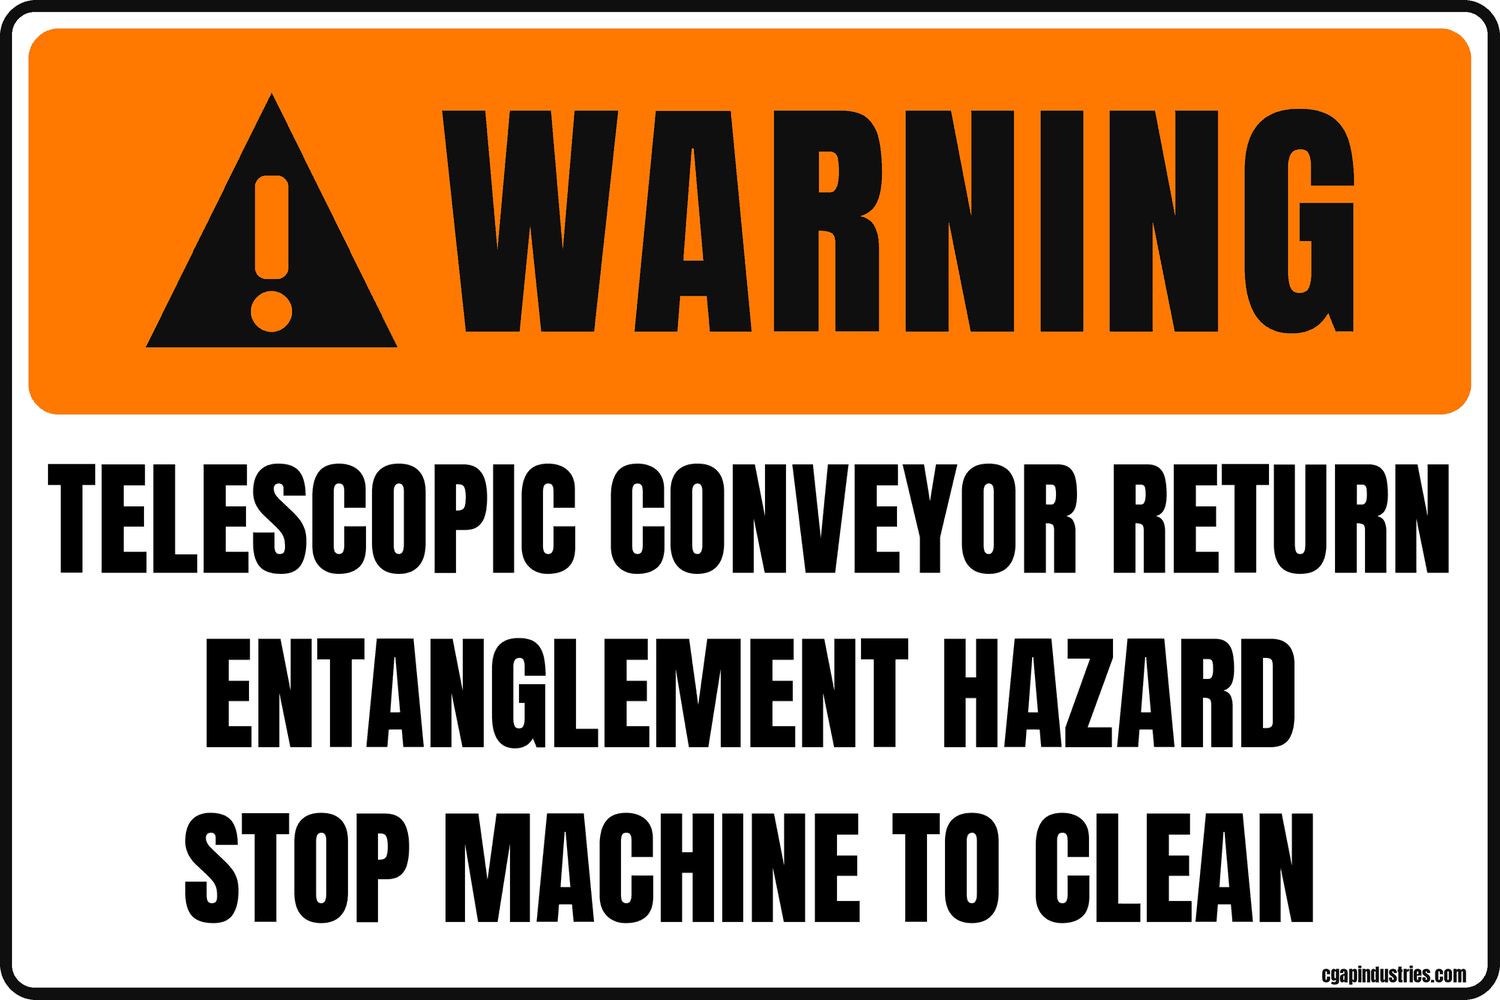 WARNING
TELESCOPIC CONVEYOR RETURN
ENTANGLEMENT HAZARD
STOP MACHINE TO CLEAN
cgapindustries.com